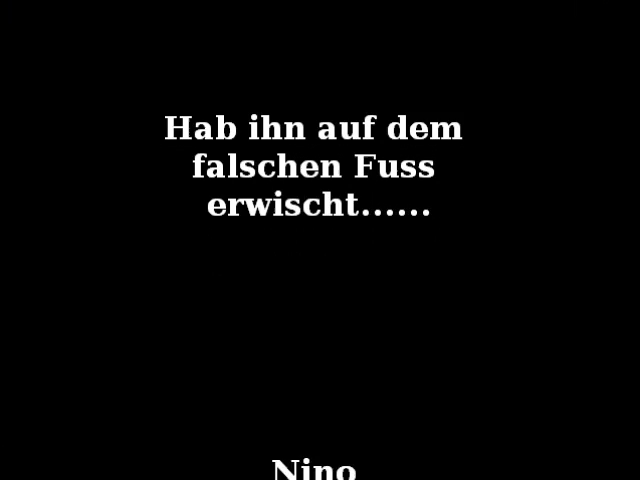 Hab ihn auf dem
falschen Fuss
erwischt......
Nino